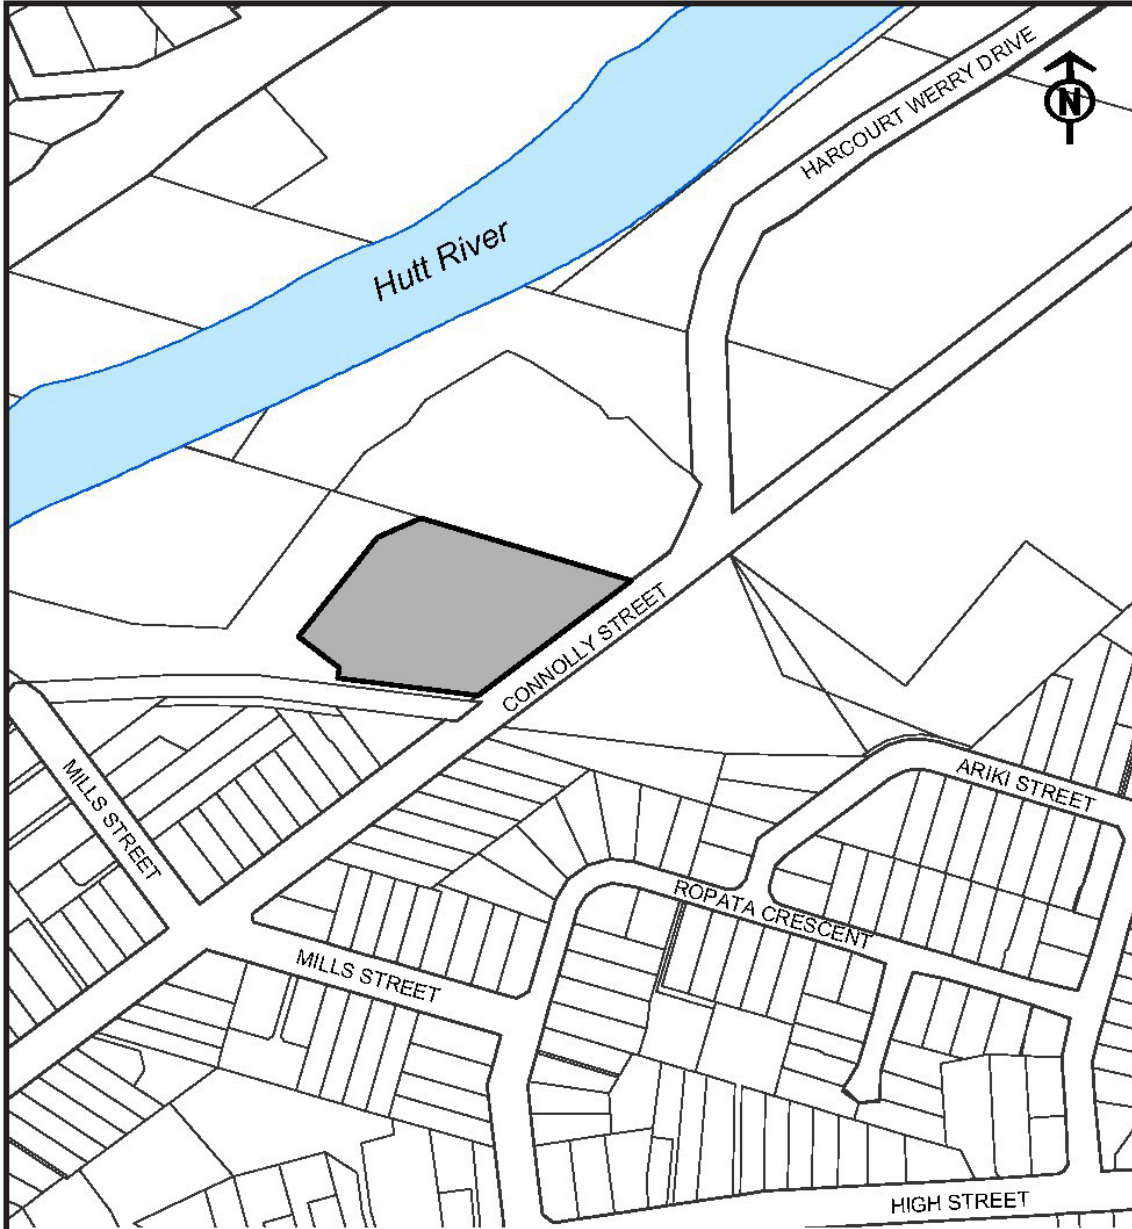 HARCOURT WERRY DRIVE
N
Hutt River
CONNOLLY STREET
MILLS STREET
ARIKI STREET
ROPATA CRESCENT
MILLS STREET
HIGH STREET